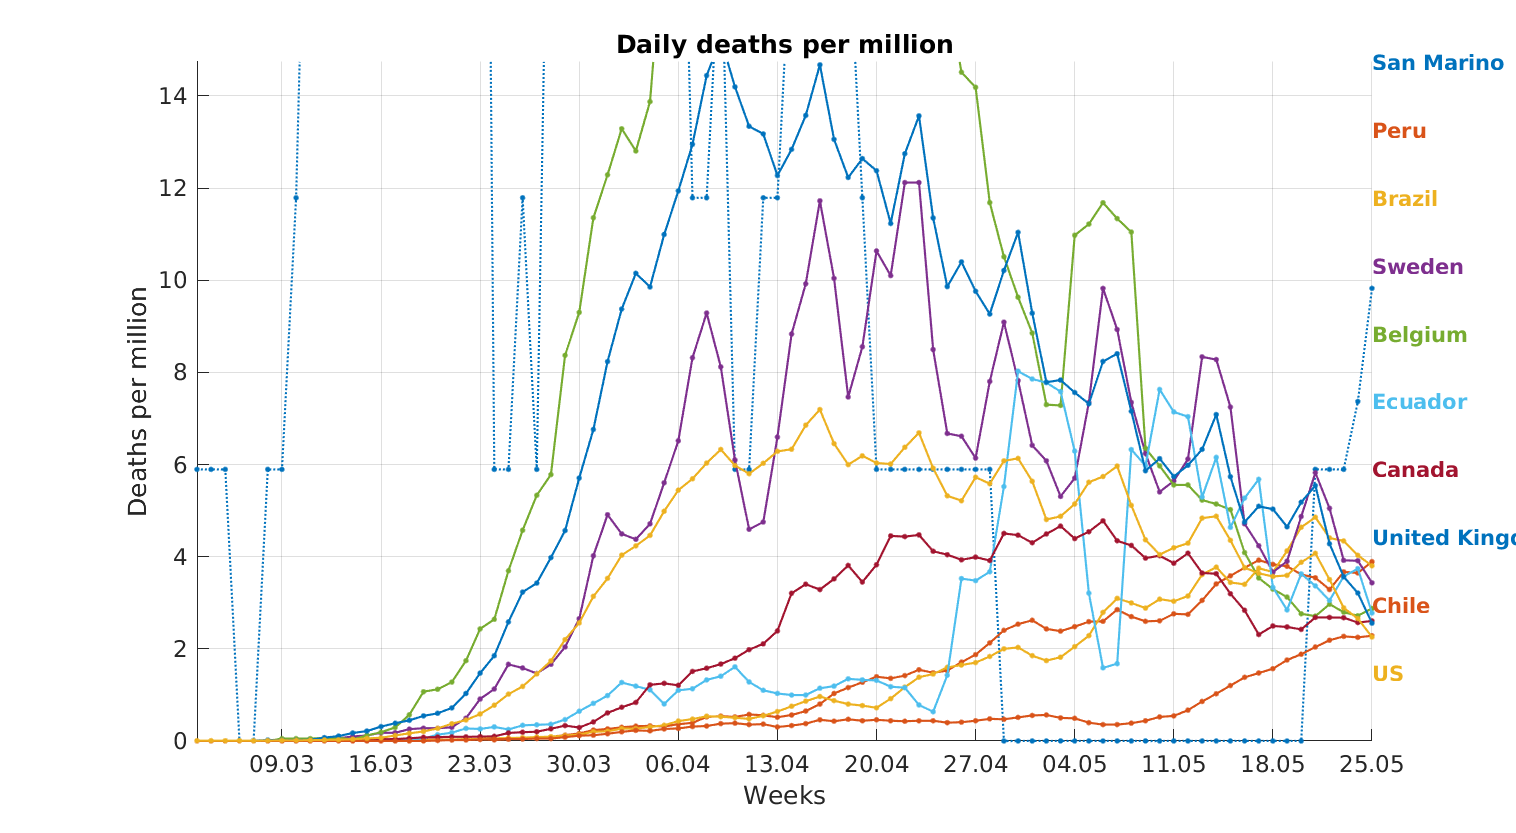 Daily deaths per million
Deaths per million
14
12
10
8
6
4
2
0
09.03 16.03 23.03 30.03 06.04 13.04 20.04 27.04 04.05 11.05 18.05 25.05
Weeks
San Marino
Peru
Brazil
Sweden
Belgium
Ecuador
Canada
United King
Chile
US